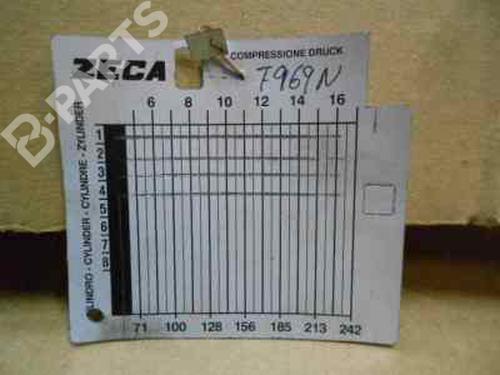 ZECA
COMPRESSIONE DRUCK
F969N
6 8 10 12 14 16
CILINDRO - CYLINDER - CYLINDRE - ZYLINDER
1
2
3
4
5
6
7
8
71 100 128 156 185 213 242
B-PARTS